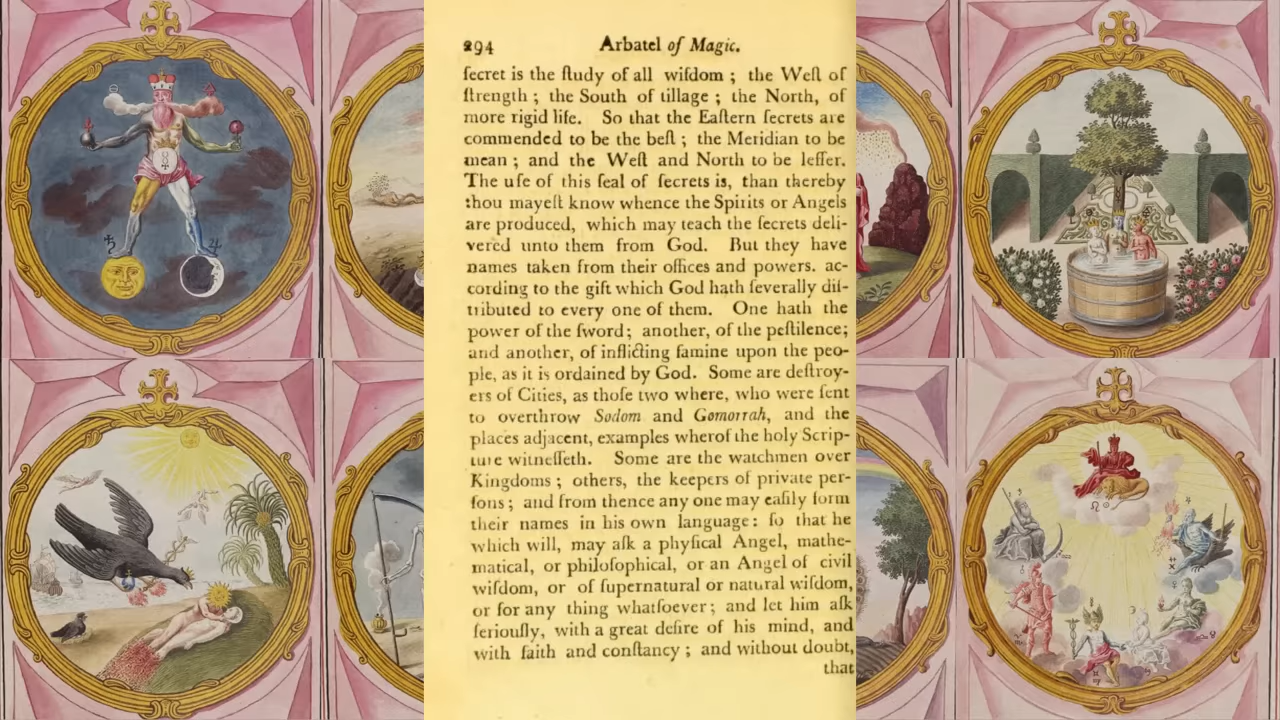 294 Arbatel of Magic.
ſecret is the ſtudy of all wiſdom ; the Weſt of
ſtrength ; the South of tillage ; the North, of
more rigid life. So that the Eaſtern ſecrets are
commended to be the beſt ; the Meridian to be
mean ; and the Weſt and North to be leſſer.
The uſe of this ſeal of ſecrets is, than thereby
thou mayeſt know whence the Spirits or Angels
are produced, which may teach the ſecrets deli-
vered unto them from God. But they have
names taken from their offices and powers. ac-
cording to the gift which God hath ſeverally diſ-
tributed to every one of them. One hath the
power of the ſword ; another, of the peſtilence ;
and another, of inflicting famine upon the peo-
ple, as it is ordained by God. Some are deſtroy-
ers of Cities, as thoſe two where, who were ſent
to overthrow Sodom and Gomorrah, and the
places adjacent, examples wherof the holy Scrip-
ture witneſſeth. Some are the watchmen over
Kingdoms ; others, the keepers of private per-
ſons ; and from thence any one may eaſily form
their names in his own language : ſo that he
which will, may aſk a phyſical Angel, mathe-
matical, or philoſophical, or an Angel of civil
wiſdom, or of ſupernatural or natural wiſdom,
or for any thing whatſoever ; and let him aſk
ſeriouſly, with a great deſire of his mind, and
with faith and conſtancy ; and without doubt,
that